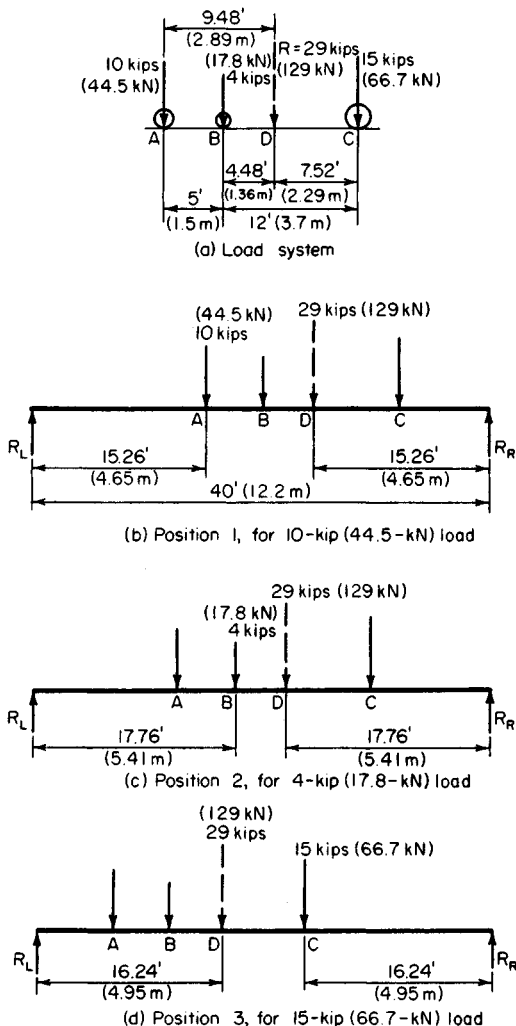 9.48'
(2.89 m)
10 kips
(44.5 kN)
(17.8 kN)
4 kips
R = 29 kips
(129 kN)
15 kips
(66.7 kN)
A B D C
4.48' 7.52'
(1.36m) (2.29 m)
5' 12' (3.7 m)
(1.5 m)
(a) Load system
(44.5 kN)
10 kips
29 kips (129 kN)
A B D C
R_L R_R
15.26' 15.26'
(4.65 m) (4.65 m)
40' (12.2 m)
(b) Position 1, for 10-kip (44.5-kN) load
29 kips (129 kN)
(17.8 kN)
4 kips
A B D C
R_L R_R
17.76' 17.76'
(5.41 m) (5.41 m)
(c) Position 2, for 4-kip (17.8-kN) load
(129 kN)
29 kips
15 kips (66.7 kN)
A B D C
R_L R_R
16.24' 16.24'
(4.95 m) (4.95 m)
(d) Position 3, for 15-kip (66.7-kN) load